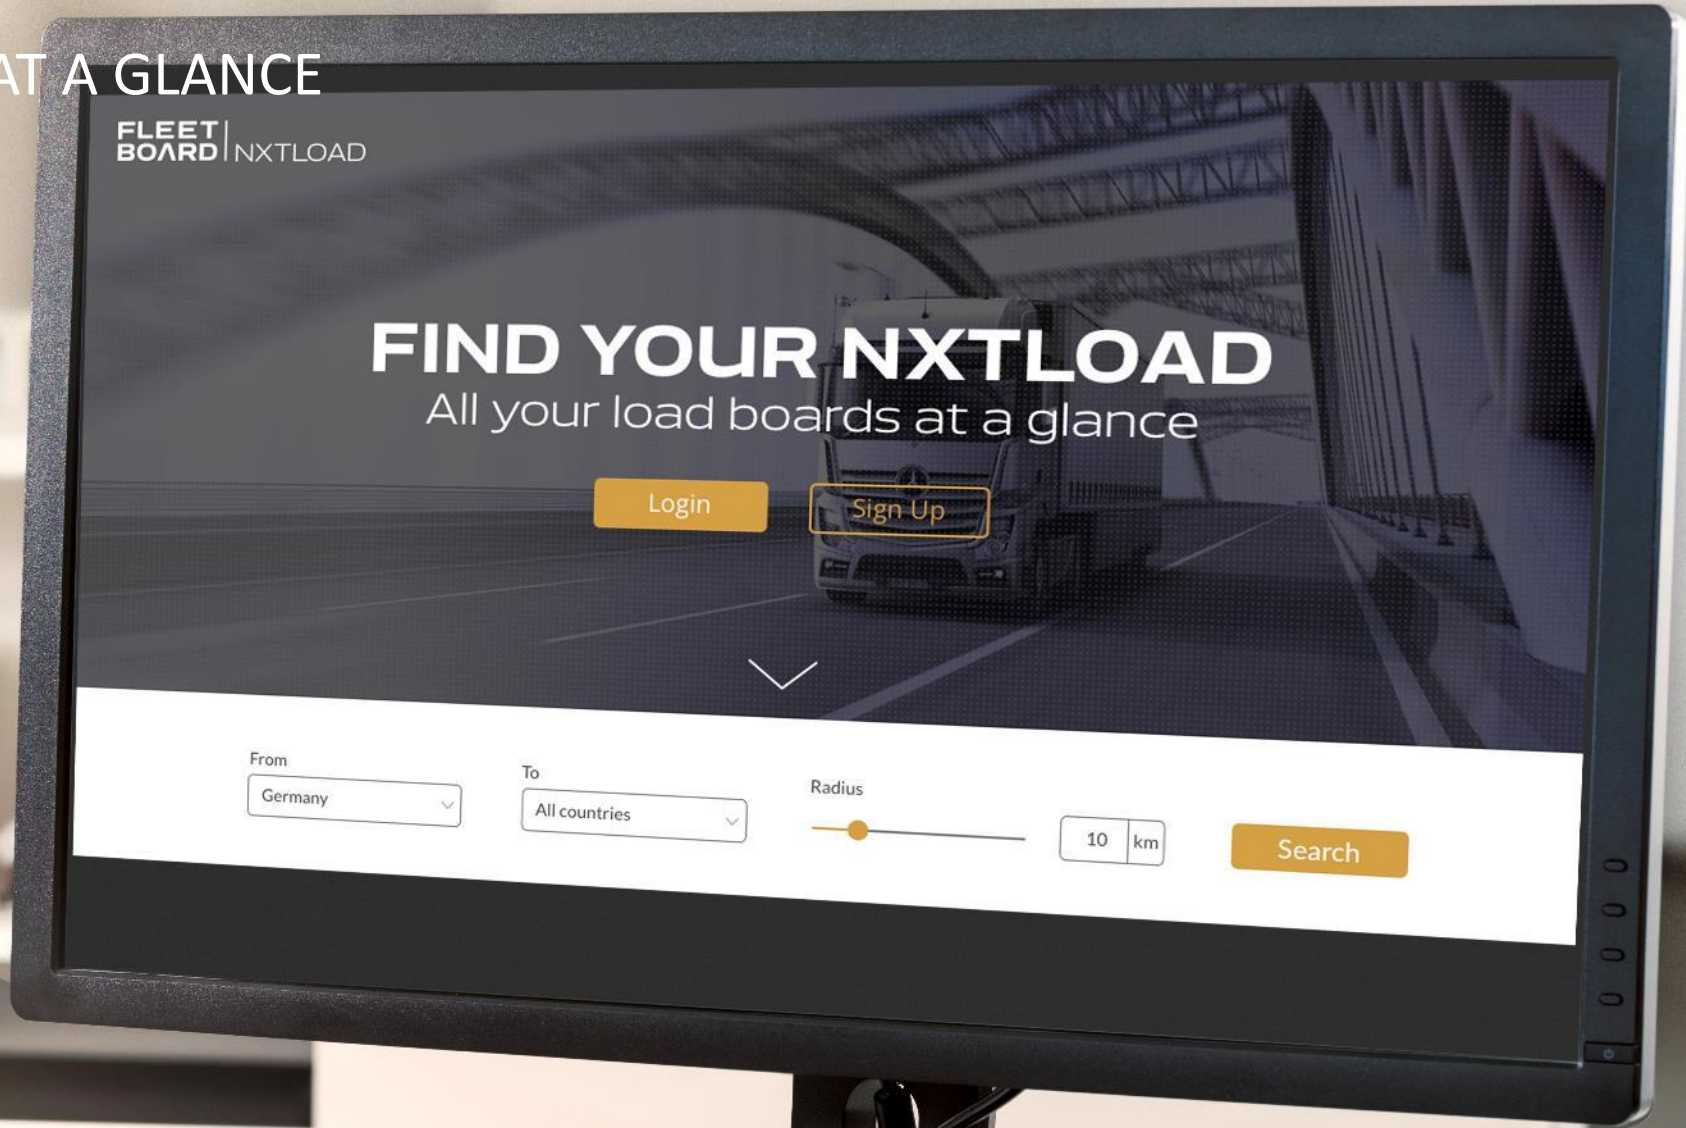 AT A GLANCE
FLEET
BOARD NXTLOAD
FIND YOUR NXTLOAD
All your load boards at a glance
Login
Sign Up
From
Germany
To
All countries
Radius
10 km
Search